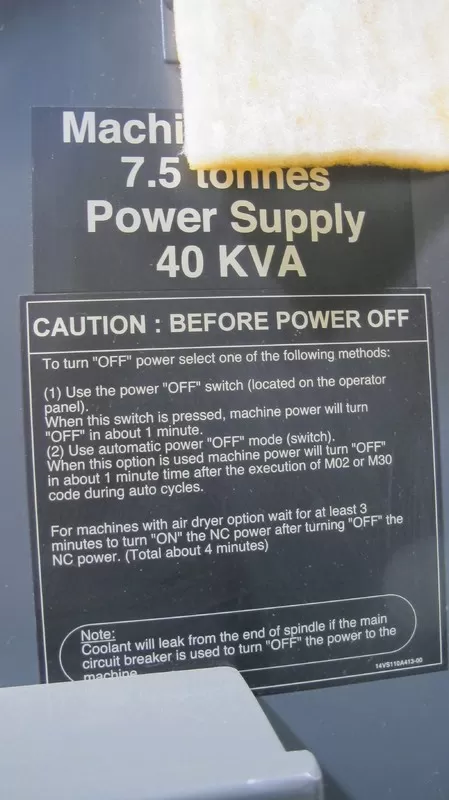 Machi
7.5 tonnes
Power Supply
40 KVA
CAUTION : BEFORE POWER OFF
To turn "OFF" power select one of the following methods:
(1) Use the power "OFF" switch (located on the operator
panel).
When this switch is pressed, machine power will turn
"OFF" in about 1 minute.
(2) Use automatic power "OFF" mode (switch).
When this option is used machine power will turn "OFF"
in about 1 minute time after the execution of M02 or M30
code during auto cycles.
For machines with air dryer option wait for at least 3
minutes to turn "ON" the NC power after turning "OFF" the
NC power. (Total about 4 minutes)
Note:
Coolant will leak from the end of spindle if the main
circuit breaker is used to turn "OFF" the power to the
machine
14VS110A413-90